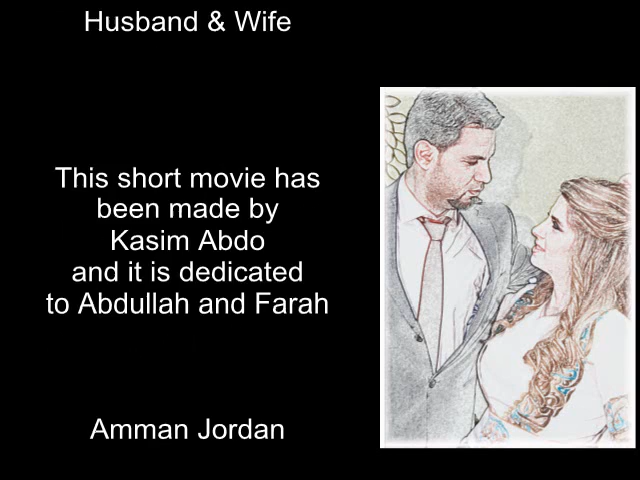 Husband & Wife
This short movie has
been made by
Kasim Abdo
and it is dedicated
to Abdullah and Farah
Amman Jordan